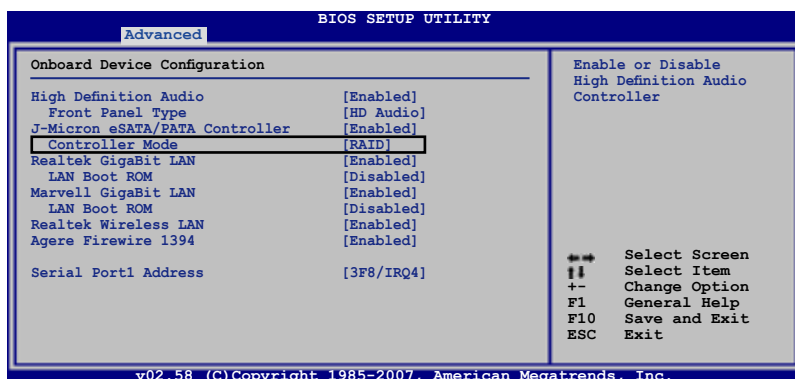 BIOS SETUP UTILITY
Advanced
Onboard Device Configuration
High Definition Audio [Enabled]
Front Panel Type [HD Audio]
J-Micron eSATA/PATA Controller [Enabled]
Controller Mode [RAID]
Realtek GigaBit LAN [Enabled]
LAN Boot ROM [Disabled]
Marvell GigaBit LAN [Enabled]
LAN Boot ROM [Disabled]
Realtek Wireless LAN [Enabled]
Agere Firewire 1394 [Enabled]
Serial Port1 Address [3F8/IRQ4]
Enable or Disable
High Definition Audio
Controller
Select Screen
Select Item
+- Change Option
F1 General Help
F10 Save and Exit
ESC Exit
v02.58 (C)Copyright 1985-2007, American Megatrends, Inc.